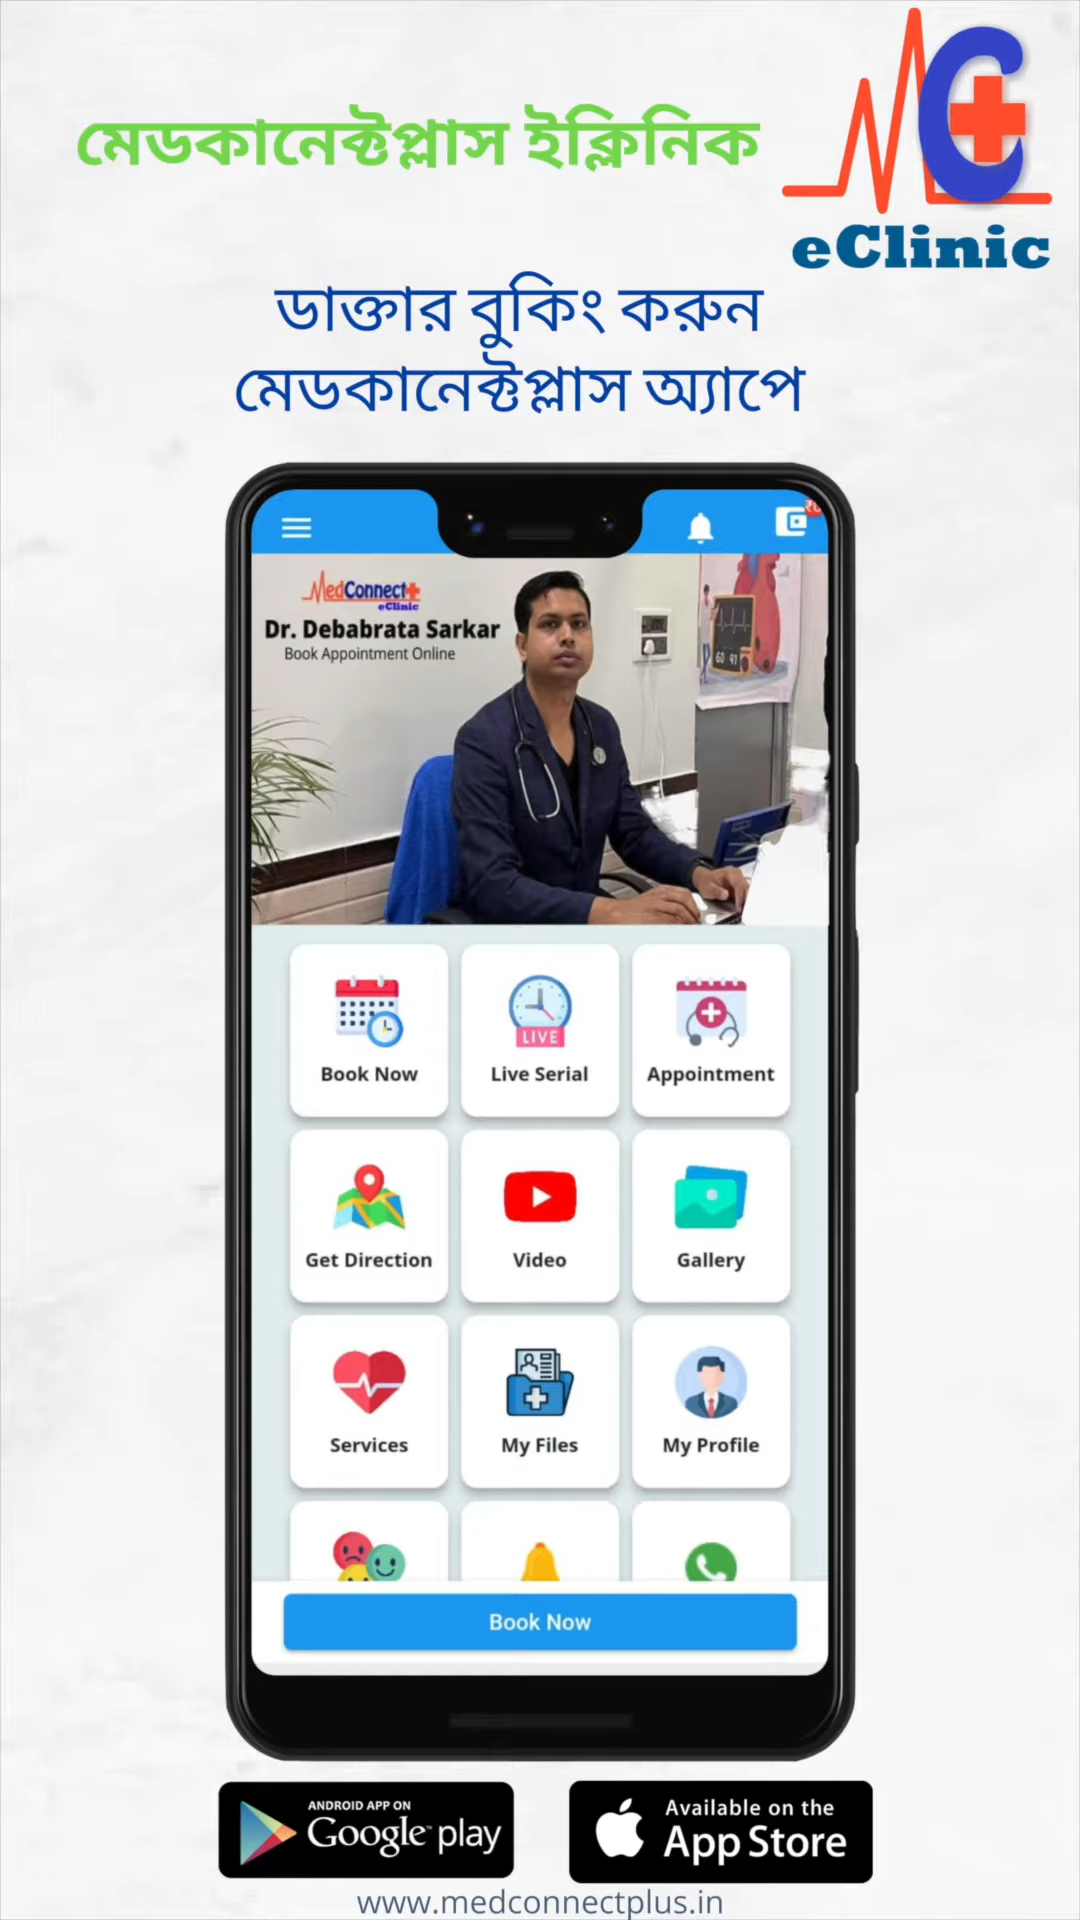 মেডকানেক্টপ্লাস ইক্লিনিক
eClinic
ডাক্তার বুকিং করুন
মেডকানেক্টপ্লাস অ্যাপে
MedConnect
eClinic
Dr. Debabrata Sarkar
Book Appointment Online
60 91
LIVE
Book Now
Live Serial
Appointment
Get Direction
Video
Gallery
Services
My Files
My Profile
Book Now
ANDROID APP ON
Google play
Available on the
App Store
www.medconnectplus.in